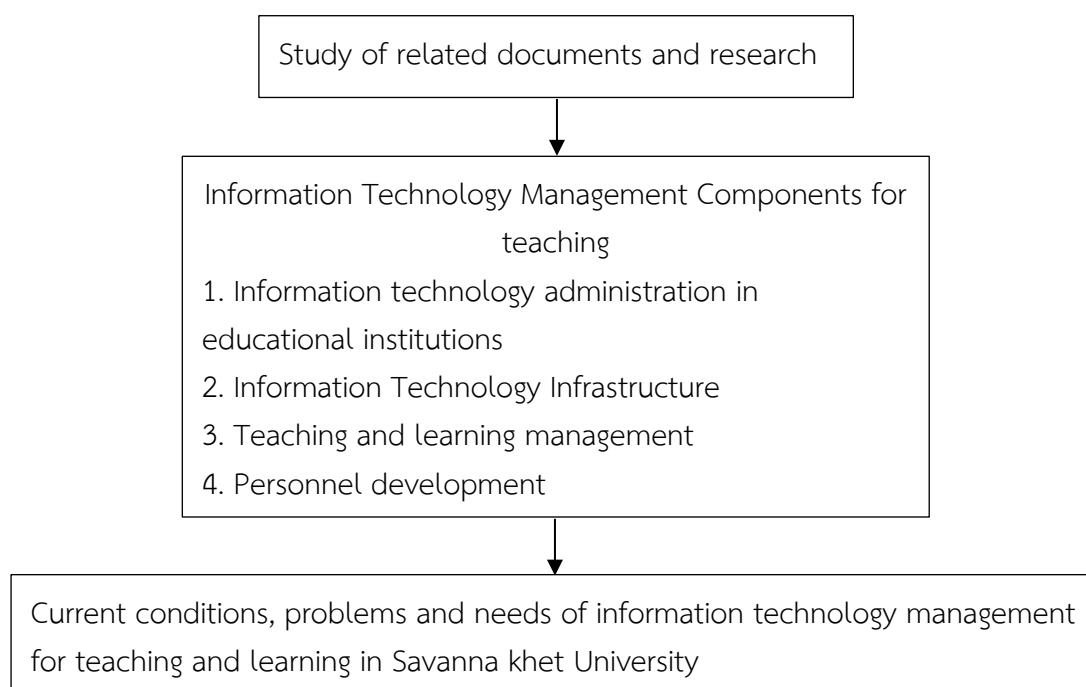 Study of related documents and research
Information Technology Management Components for
teaching
1. Information technology administration in
educational institutions
2. Information Technology Infrastructure
3. Teaching and learning management
4. Personnel development
Current conditions, problems and needs of information technology management
for teaching and learning in Savanna khet University